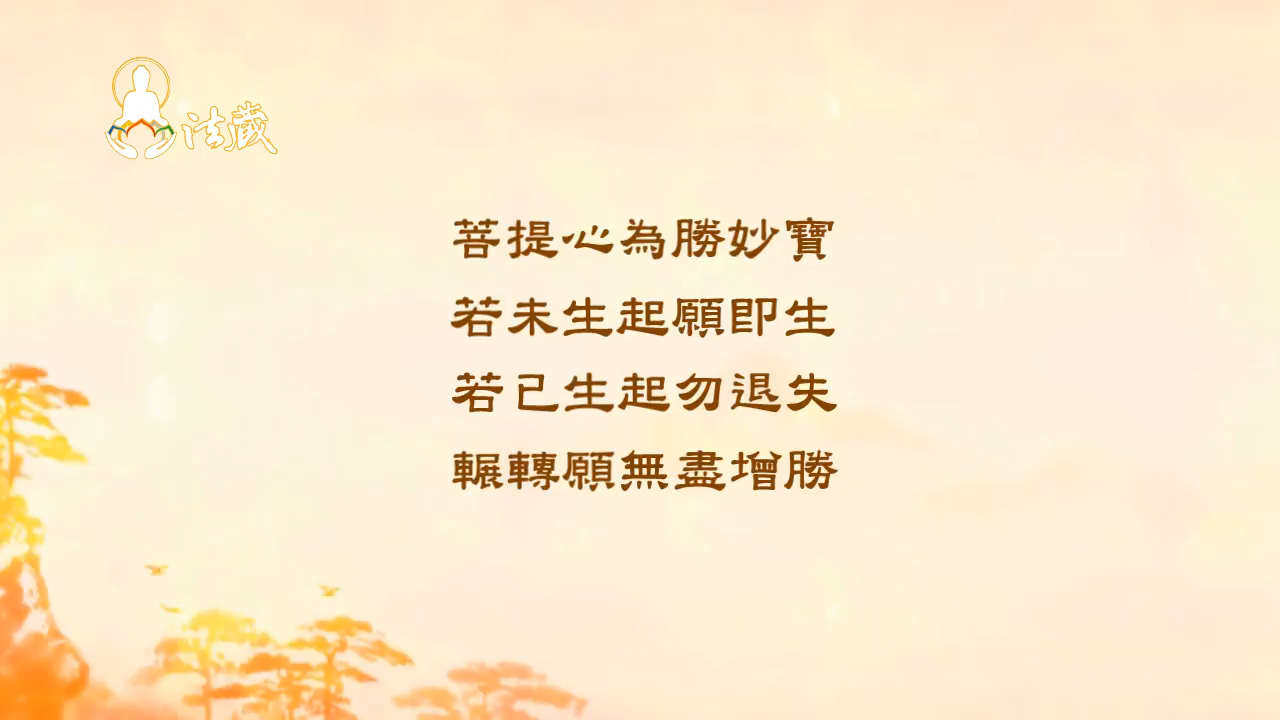 法藏
菩提心為勝妙寶
若未生起願即生
若已生起勿退失
輾轉願無盡增勝